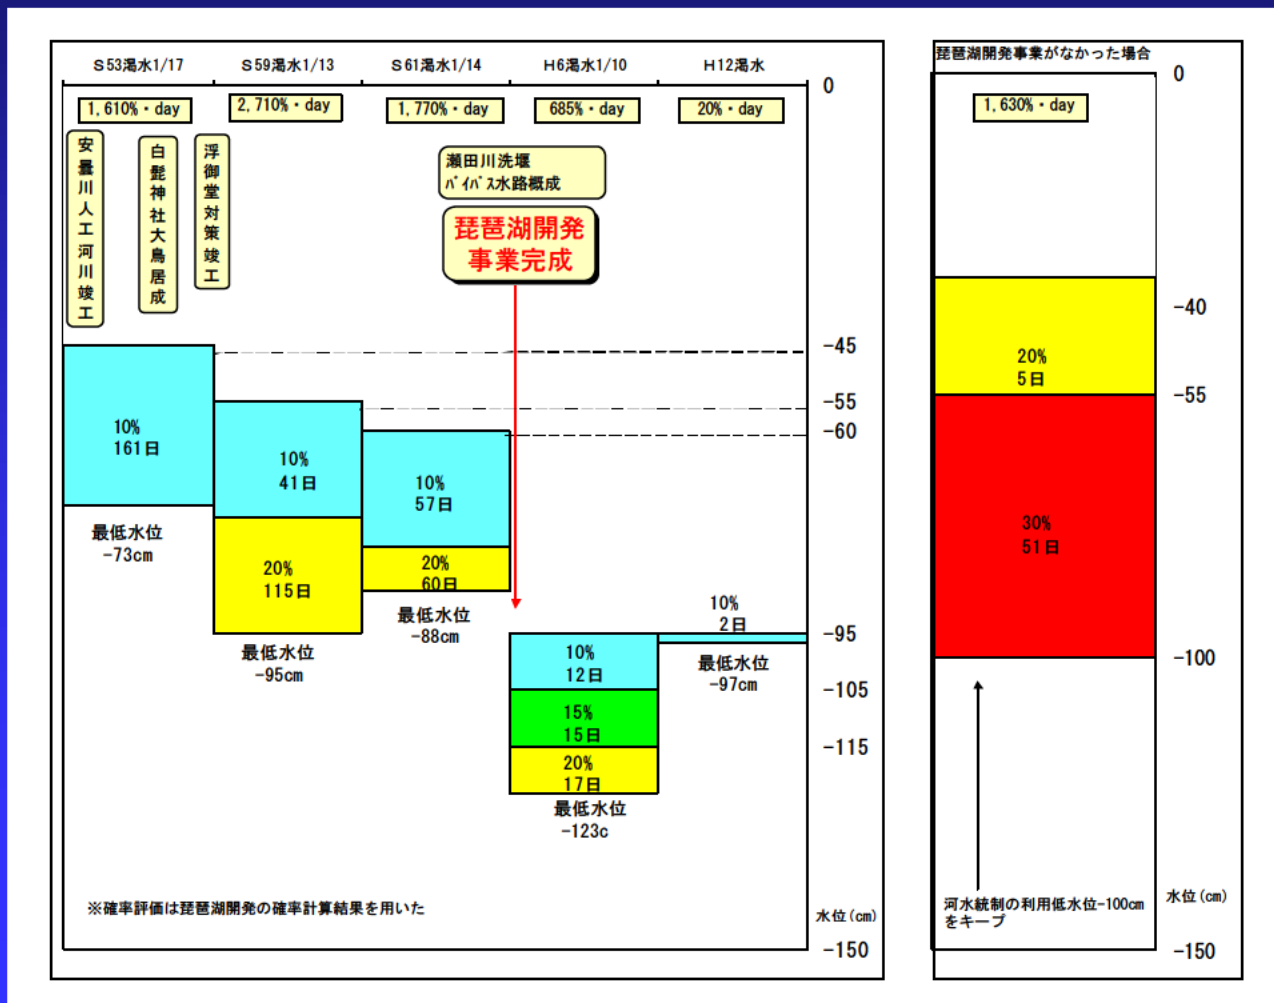 S53渇水1/17
S59渇水1/13
S61渇水1/14
H6渇水1/10
H12渇水
0
1,610%・day
2,710%・day
1,770%・day
685%・day
20%・day
安曇川人工河川竣工
白髭神社大鳥居成
浮御堂対策竣工
瀬田川洗堰
バイパス水路概成
琵琶湖開発
事業完成
-45
-55
-60
10%
161日
最低水位
-73cm
10%
41日
20%
115日
最低水位
-95cm
10%
57日
20%
60日
最低水位
-88cm
10%
12日
15%
15日
20%
17日
最低水位
-123c
10%
2日
最低水位
-97cm
-95
-105
-115
※確率評価は琵琶湖開発の確率計算結果を用いた
水位(cm)
-150
琵琶湖開発事業がなかった場合
0
1,630%・day
-40
20%
5日
-55
30%
51日
-100
河水統制の利用低水位-100cm
をキープ
水位(cm)
-150